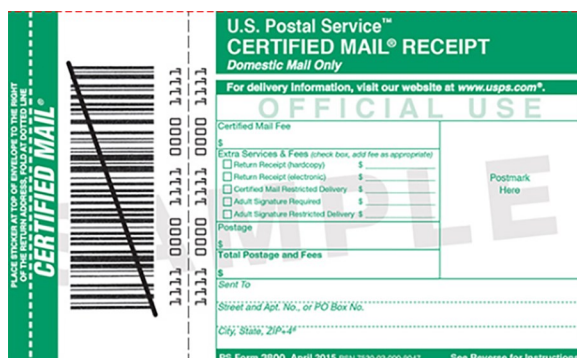 PLACE STICKER AT TOP OF ENVELOPE TO THE RIGHT
OF THE RETURN ADDRESS, FOLD AT DOTTED LINE
CERTIFIED MAIL®
1111 0000 1111 0000 1111
1111 0000 1111 0000 1111
U.S. Postal Service™
CERTIFIED MAIL® RECEIPT
Domestic Mail Only
For delivery information, visit our website at www.usps.com®.
OFFICIAL USE
Certified Mail Fee
$
Extra Services & Fees (check box, add fee as appropriate)
Return Receipt (hardcopy) $
Return Receipt (electronic) $
Certified Mail Restricted Delivery $
Adult Signature Required $
Adult Signature Restricted Delivery $
Postage
$
Total Postage and Fees
$
Postmark
Here
Sent To
Street and Apt. No., or PO Box No.
City, State, ZIP+4®
PS Form 3800, April 2015 PSN 7530-02-000-9047 See Reverse for Instructions
SAMPLE